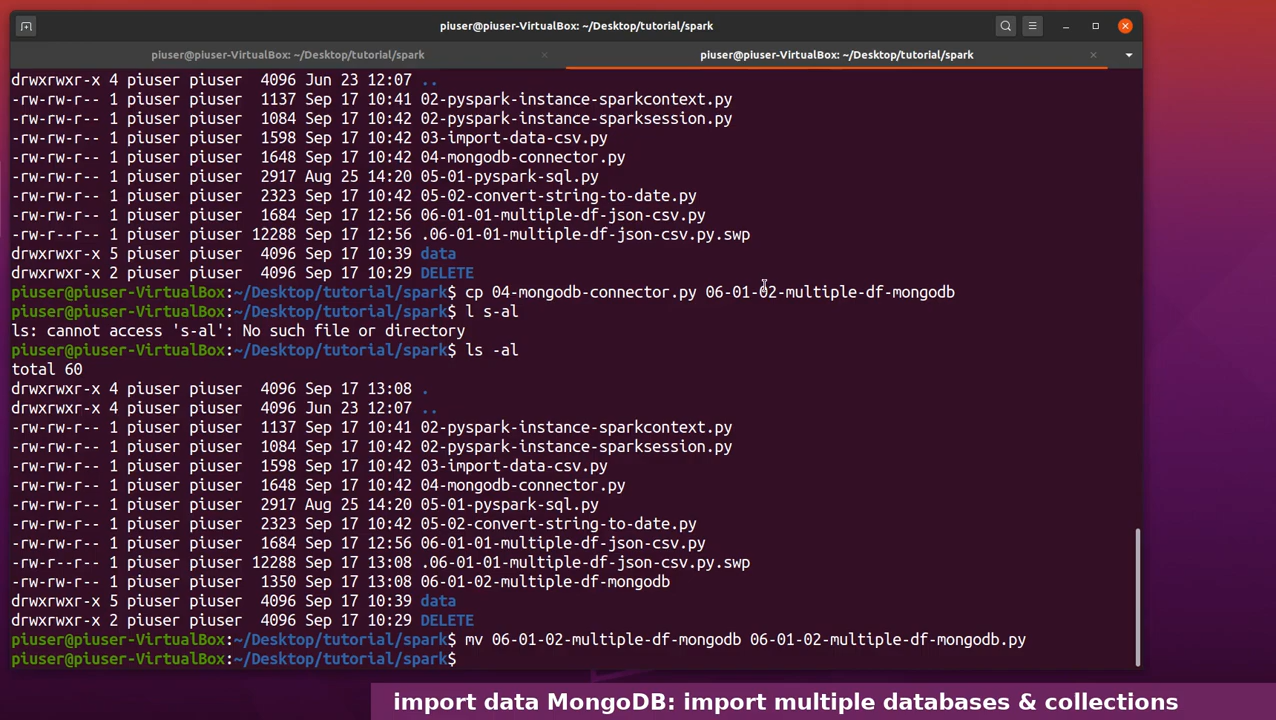 piuser@piuser-VirtualBox: ~/Desktop/tutorial/spark
piuser@piuser-VirtualBox: ~/Desktop/tutorial/spark
piuser@piuser-VirtualBox: ~/Desktop/tutorial/spark
drwxrwxr-x 4 piuser piuser  4096 Jun 23 12:07 ..
-rw-rw-r-- 1 piuser piuser  1137 Sep 17 10:41 02-pyspark-instance-sparkcontext.py
-rw-rw-r-- 1 piuser piuser  1084 Sep 17 10:42 02-pyspark-instance-sparksession.py
-rw-rw-r-- 1 piuser piuser  1598 Sep 17 10:42 03-import-data-csv.py
-rw-rw-r-- 1 piuser piuser  1648 Sep 17 10:42 04-mongodb-connector.py
-rw-rw-r-- 1 piuser piuser  2917 Aug 25 14:20 05-01-pyspark-sql.py
-rw-rw-r-- 1 piuser piuser  2323 Sep 17 10:42 05-02-convert-string-to-date.py
-rw-rw-r-- 1 piuser piuser  1684 Sep 17 12:56 06-01-01-multiple-df-json-csv.py
-rw-r--r-- 1 piuser piuser 12288 Sep 17 12:56 .06-01-01-multiple-df-json-csv.py.swp
drwxrwxr-x 5 piuser piuser  4096 Sep 17 10:39 data
drwxrwxr-x 2 piuser piuser  4096 Sep 17 10:29 DELETE
piuser@piuser-VirtualBox:~/Desktop/tutorial/spark$ cp 04-mongodb-connector.py 06-01-02-multiple-df-mongodb
piuser@piuser-VirtualBox:~/Desktop/tutorial/spark$ l s-al
ls: cannot access 's-al': No such file or directory
piuser@piuser-VirtualBox:~/Desktop/tutorial/spark$ ls -al
total 60
drwxrwxr-x 4 piuser piuser  4096 Sep 17 13:08 .
drwxrwxr-x 4 piuser piuser  4096 Jun 23 12:07 ..
-rw-rw-r-- 1 piuser piuser  1137 Sep 17 10:41 02-pyspark-instance-sparkcontext.py
-rw-rw-r-- 1 piuser piuser  1084 Sep 17 10:42 02-pyspark-instance-sparksession.py
-rw-rw-r-- 1 piuser piuser  1598 Sep 17 10:42 03-import-data-csv.py
-rw-rw-r-- 1 piuser piuser  1648 Sep 17 10:42 04-mongodb-connector.py
-rw-rw-r-- 1 piuser piuser  2917 Aug 25 14:20 05-01-pyspark-sql.py
-rw-rw-r-- 1 piuser piuser  2323 Sep 17 10:42 05-02-convert-string-to-date.py
-rw-rw-r-- 1 piuser piuser  1684 Sep 17 12:56 06-01-01-multiple-df-json-csv.py
-rw-r--r-- 1 piuser piuser 12288 Sep 17 13:08 .06-01-01-multiple-df-json-csv.py.swp
-rw-rw-r-- 1 piuser piuser  1350 Sep 17 13:08 06-01-02-multiple-df-mongodb
drwxrwxr-x 5 piuser piuser  4096 Sep 17 10:39 data
drwxrwxr-x 2 piuser piuser  4096 Sep 17 10:29 DELETE
piuser@piuser-VirtualBox:~/Desktop/tutorial/spark$ mv 06-01-02-multiple-df-mongodb 06-01-02-multiple-df-mongodb.py
piuser@piuser-VirtualBox:~/Desktop/tutorial/spark$
import data MongoDB: import multiple databases & collections